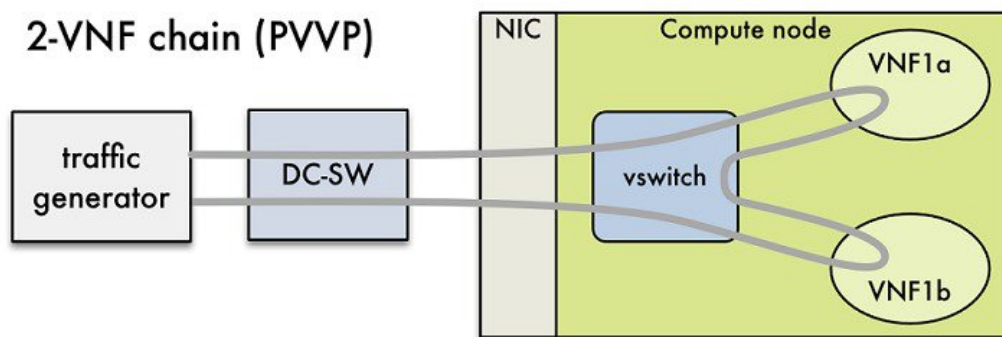 2-VNF chain (PVVP)
NIC
Compute node
VNF1a
traffic
generator
DC-SW
vswitch
VNF1b